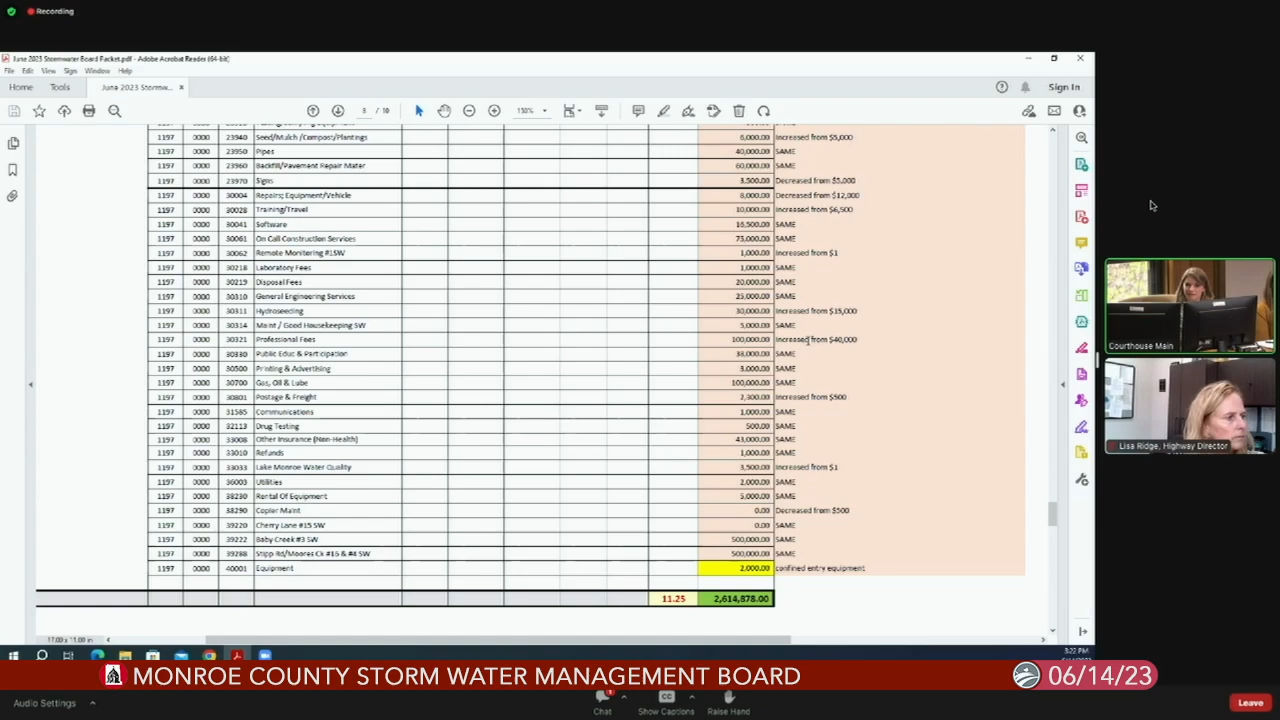 Recording
June 2023 Stormwater Board Packet.pdf - Adobe Acrobat Reader (64-bit)
File Edit View Sign Window Help
Home Tools June 2023 Stormw... × Sign In
8 / 10 150%
1197 0000 23940 Seed/Mulch /Compost/Plantings 6,000.00 Increased from $5,000
1197 0000 23950 Pipes 40,000.00 SAME
1197 0000 23960 Backfill/Pavement Repair Mater 60,000.00 SAME
1197 0000 23970 Signs 3,500.00 Decreased from $5,000
1197 0000 30004 Repairs; Equipment/Vehicle 8,000.00 Decreased from $12,000
1197 0000 30028 Training/Travel 10,000.00 Increased from $6,500
1197 0000 30041 Software 16,500.00 SAME
1197 0000 30061 On Call Construction Services 75,000.00 SAME
1197 0000 30062 Remote Monitoring #1SW 1,000.00 Increased from $1
1197 0000 30218 Laboratory Fees 1,000.00 SAME
1197 0000 30219 Disposal Fees 20,000.00 SAME
1197 0000 30310 General Engineering Services 25,000.00 SAME
1197 0000 30311 Hydroseeding 30,000.00 Increased from $15,000
1197 0000 30314 Maint / Good Housekeeping SW 5,000.00 SAME
1197 0000 30321 Professional Fees 100,000.00 Increased from $40,000
1197 0000 30330 Public Educ & Participation 38,000.00 SAME
1197 0000 30500 Printing & Advertising 3,000.00 SAME
1197 0000 30700 Gas, Oil & Lube 100,000.00 SAME
1197 0000 30801 Postage & Freight 2,300.00 Increased from $500
1197 0000 31585 Communications 1,000.00 SAME
1197 0000 32113 Drug Testing 500.00 SAME
1197 0000 33008 Other Insurance (Non-Health) 43,000.00 SAME
1197 0000 33010 Refunds 1,000.00 SAME
1197 0000 33033 Lake Monroe Water Quality 3,500.00 Increased from $1
1197 0000 36003 Utilities 2,000.00 SAME
1197 0000 38230 Rental Of Equipment 5,000.00 SAME
1197 0000 38290 Copier Maint 0.00 Decreased from $500
1197 0000 39220 Cherry Lane #15 SW 0.00 SAME
1197 0000 39222 Baby Creek #3 SW 500,000.00 SAME
1197 0000 39288 Stipp Rd/Moores Ck #16 & #4 SW 500,000.00 SAME
1197 0000 40001 Equipment 2,000.00 confined entry equipment
11.25 2,614,878.00
17.00 x 11.00 in
3:22 PM
Courthouse Main
Lisa Ridge, Highway Director
MONROE COUNTY STORM WATER MANAGEMENT BOARD 06/14/23
Audio Settings Chat Show Captions Raise Hand Leave